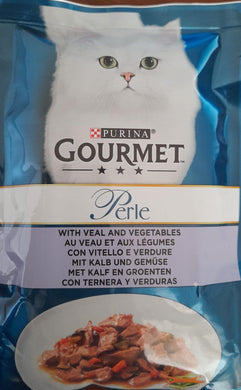 PURINA
GOURMET
Perle
WITH VEAL AND VEGETABLES
AU VEAU ET AUX LÉGUMES
CON VITELLO E VERDURE
MIT KALB UND GEMÜSE
MET KALF EN GROENTEN
CON TERNERA Y VERDURAS